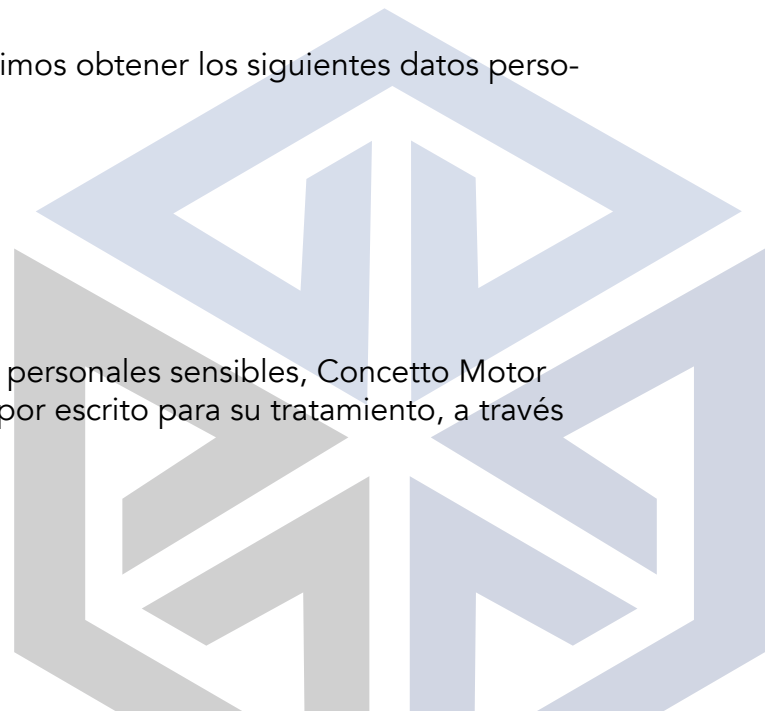 imos obtener los siguientes datos perso-
personales sensibles, Concetto Motor
por escrito para su tratamiento, a través